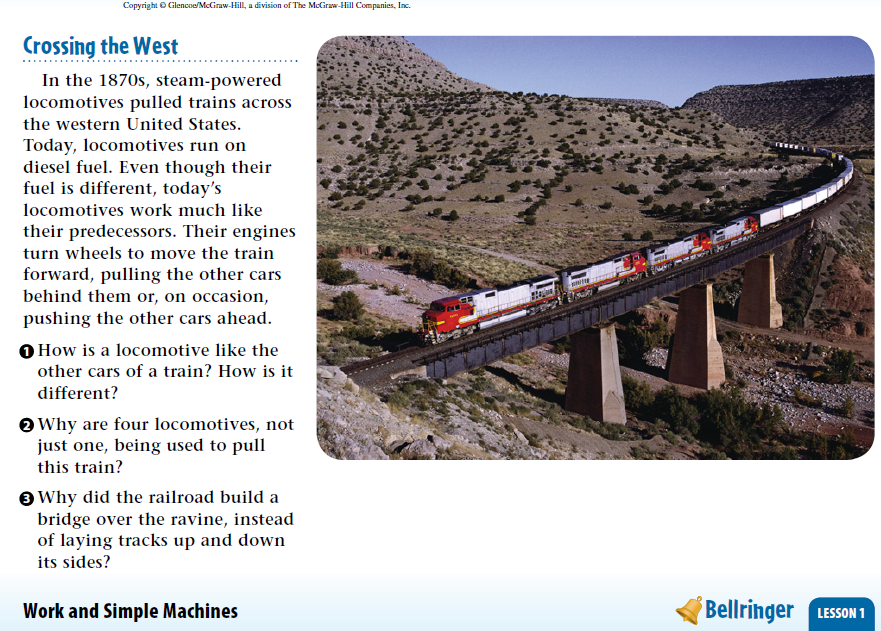 Copyright © Glencoe/McGraw-Hill, a division of The McGraw-Hill Companies, Inc.
Crossing the West
In the 1870s, steam-powered
locomotives pulled trains across
the western United States.
Today, locomotives run on
diesel fuel. Even though their
fuel is different, today’s
locomotives work much like
their predecessors. Their engines
turn wheels to move the train
forward, pulling the other cars
behind them or, on occasion,
pushing the other cars ahead.
1 How is a locomotive like the
other cars of a train? How is it
different?
2 Why are four locomotives, not
just one, being used to pull
this train?
3 Why did the railroad build a
bridge over the ravine, instead
of laying tracks up and down
its sides?
Work and Simple Machines
Bellringer
LESSON 1